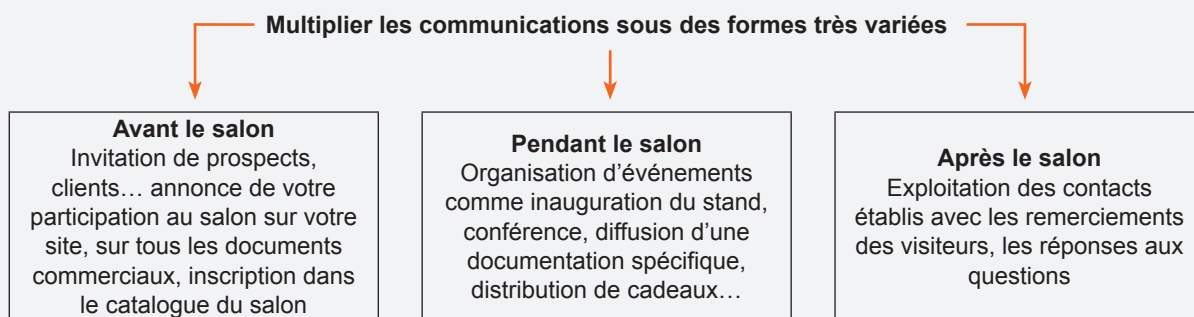 Multiplier les communications sous des formes très variées
Avant le salon
Invitation de prospects,
clients… annonce de votre
participation au salon sur votre
site, sur tous les documents
commerciaux, inscription dans
le catalogue du salon
Pendant le salon
Organisation d’événements
comme inauguration du stand,
conférence, diffusion d’une
documentation spécifique,
distribution de cadeaux…
Après le salon
Exploitation des contacts
établis avec les remerciements
des visiteurs, les réponses aux
questions